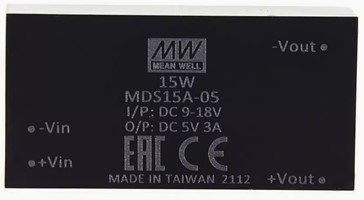 -Vout
MW
MEAN WELL
15W
MDS15A-05
I/P: DC 9-18V
O/P: DC 5V 3A
-Vin
+Vin
EAC CE
MADE IN TAIWAN 2112
+Vout